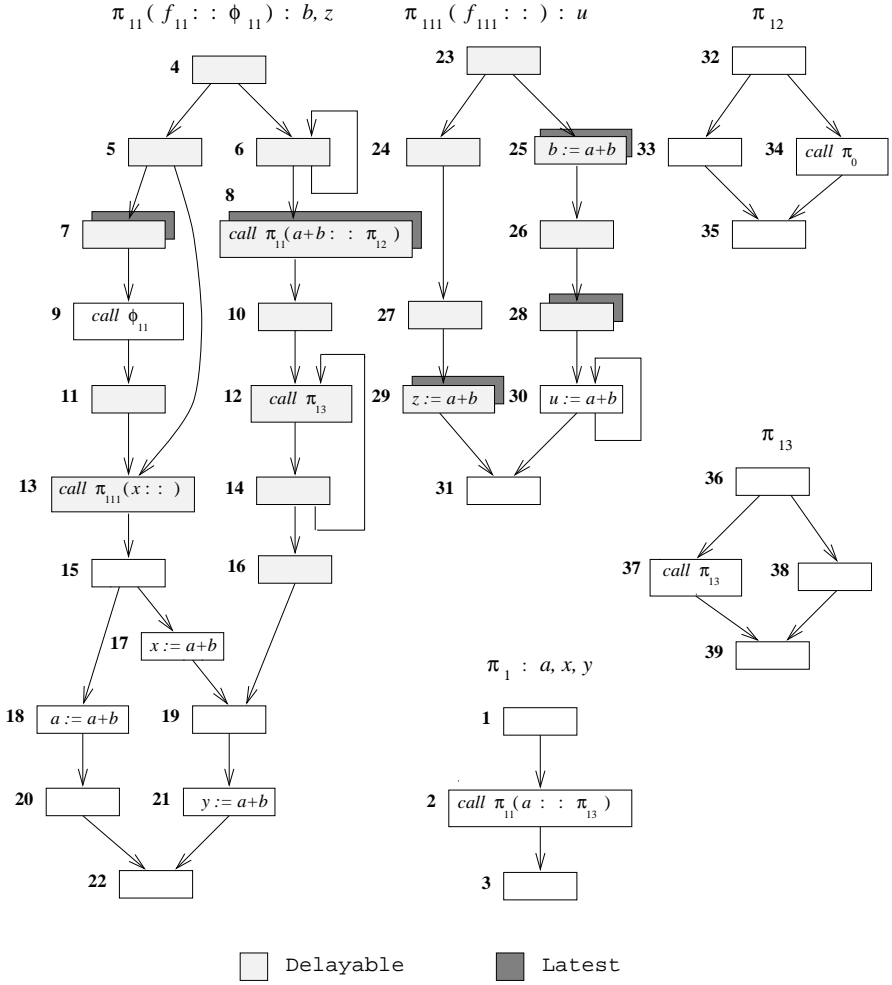 π11( f11 : : ϕ11) : b, z
π111( f111 : : ) : u
π12
4
23
32
5
6
24
25
b := a+b
33
34
call π0
8
7
call π11(a+b : : π12)
26
35
9
call ϕ11
10
27
28
11
12
call π13
29
z := a+b
30
u := a+b
π13
13
call π111(x : : )
14
31
36
15
16
37
call π13
38
17
x := a+b
39
π1 : a, x, y
18
a := a+b
19
1
20
21
y := a+b
2
call π11(a : : π13)
22
3
Delayable
Latest